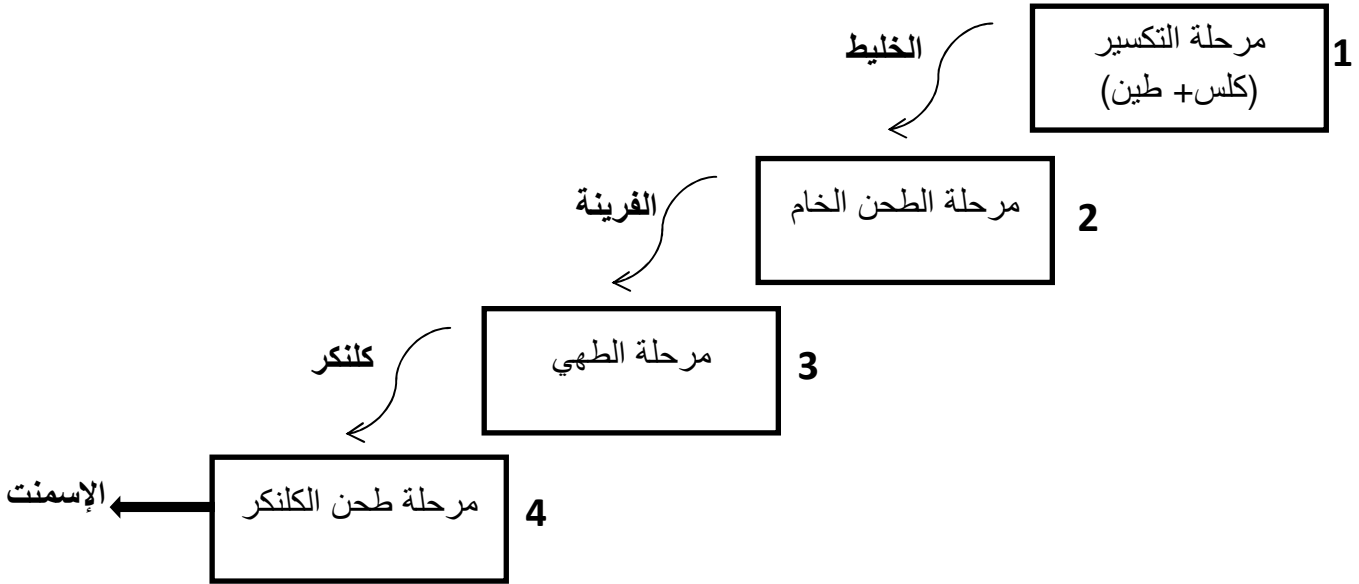 مرحلة التكسير
(كلس+ طين)
1
الخليط
مرحلة الطحن الخام
2
الفرينة
مرحلة الطهي
3
كلنكر
مرحلة طحن الكلنكر
4
الإسمنت